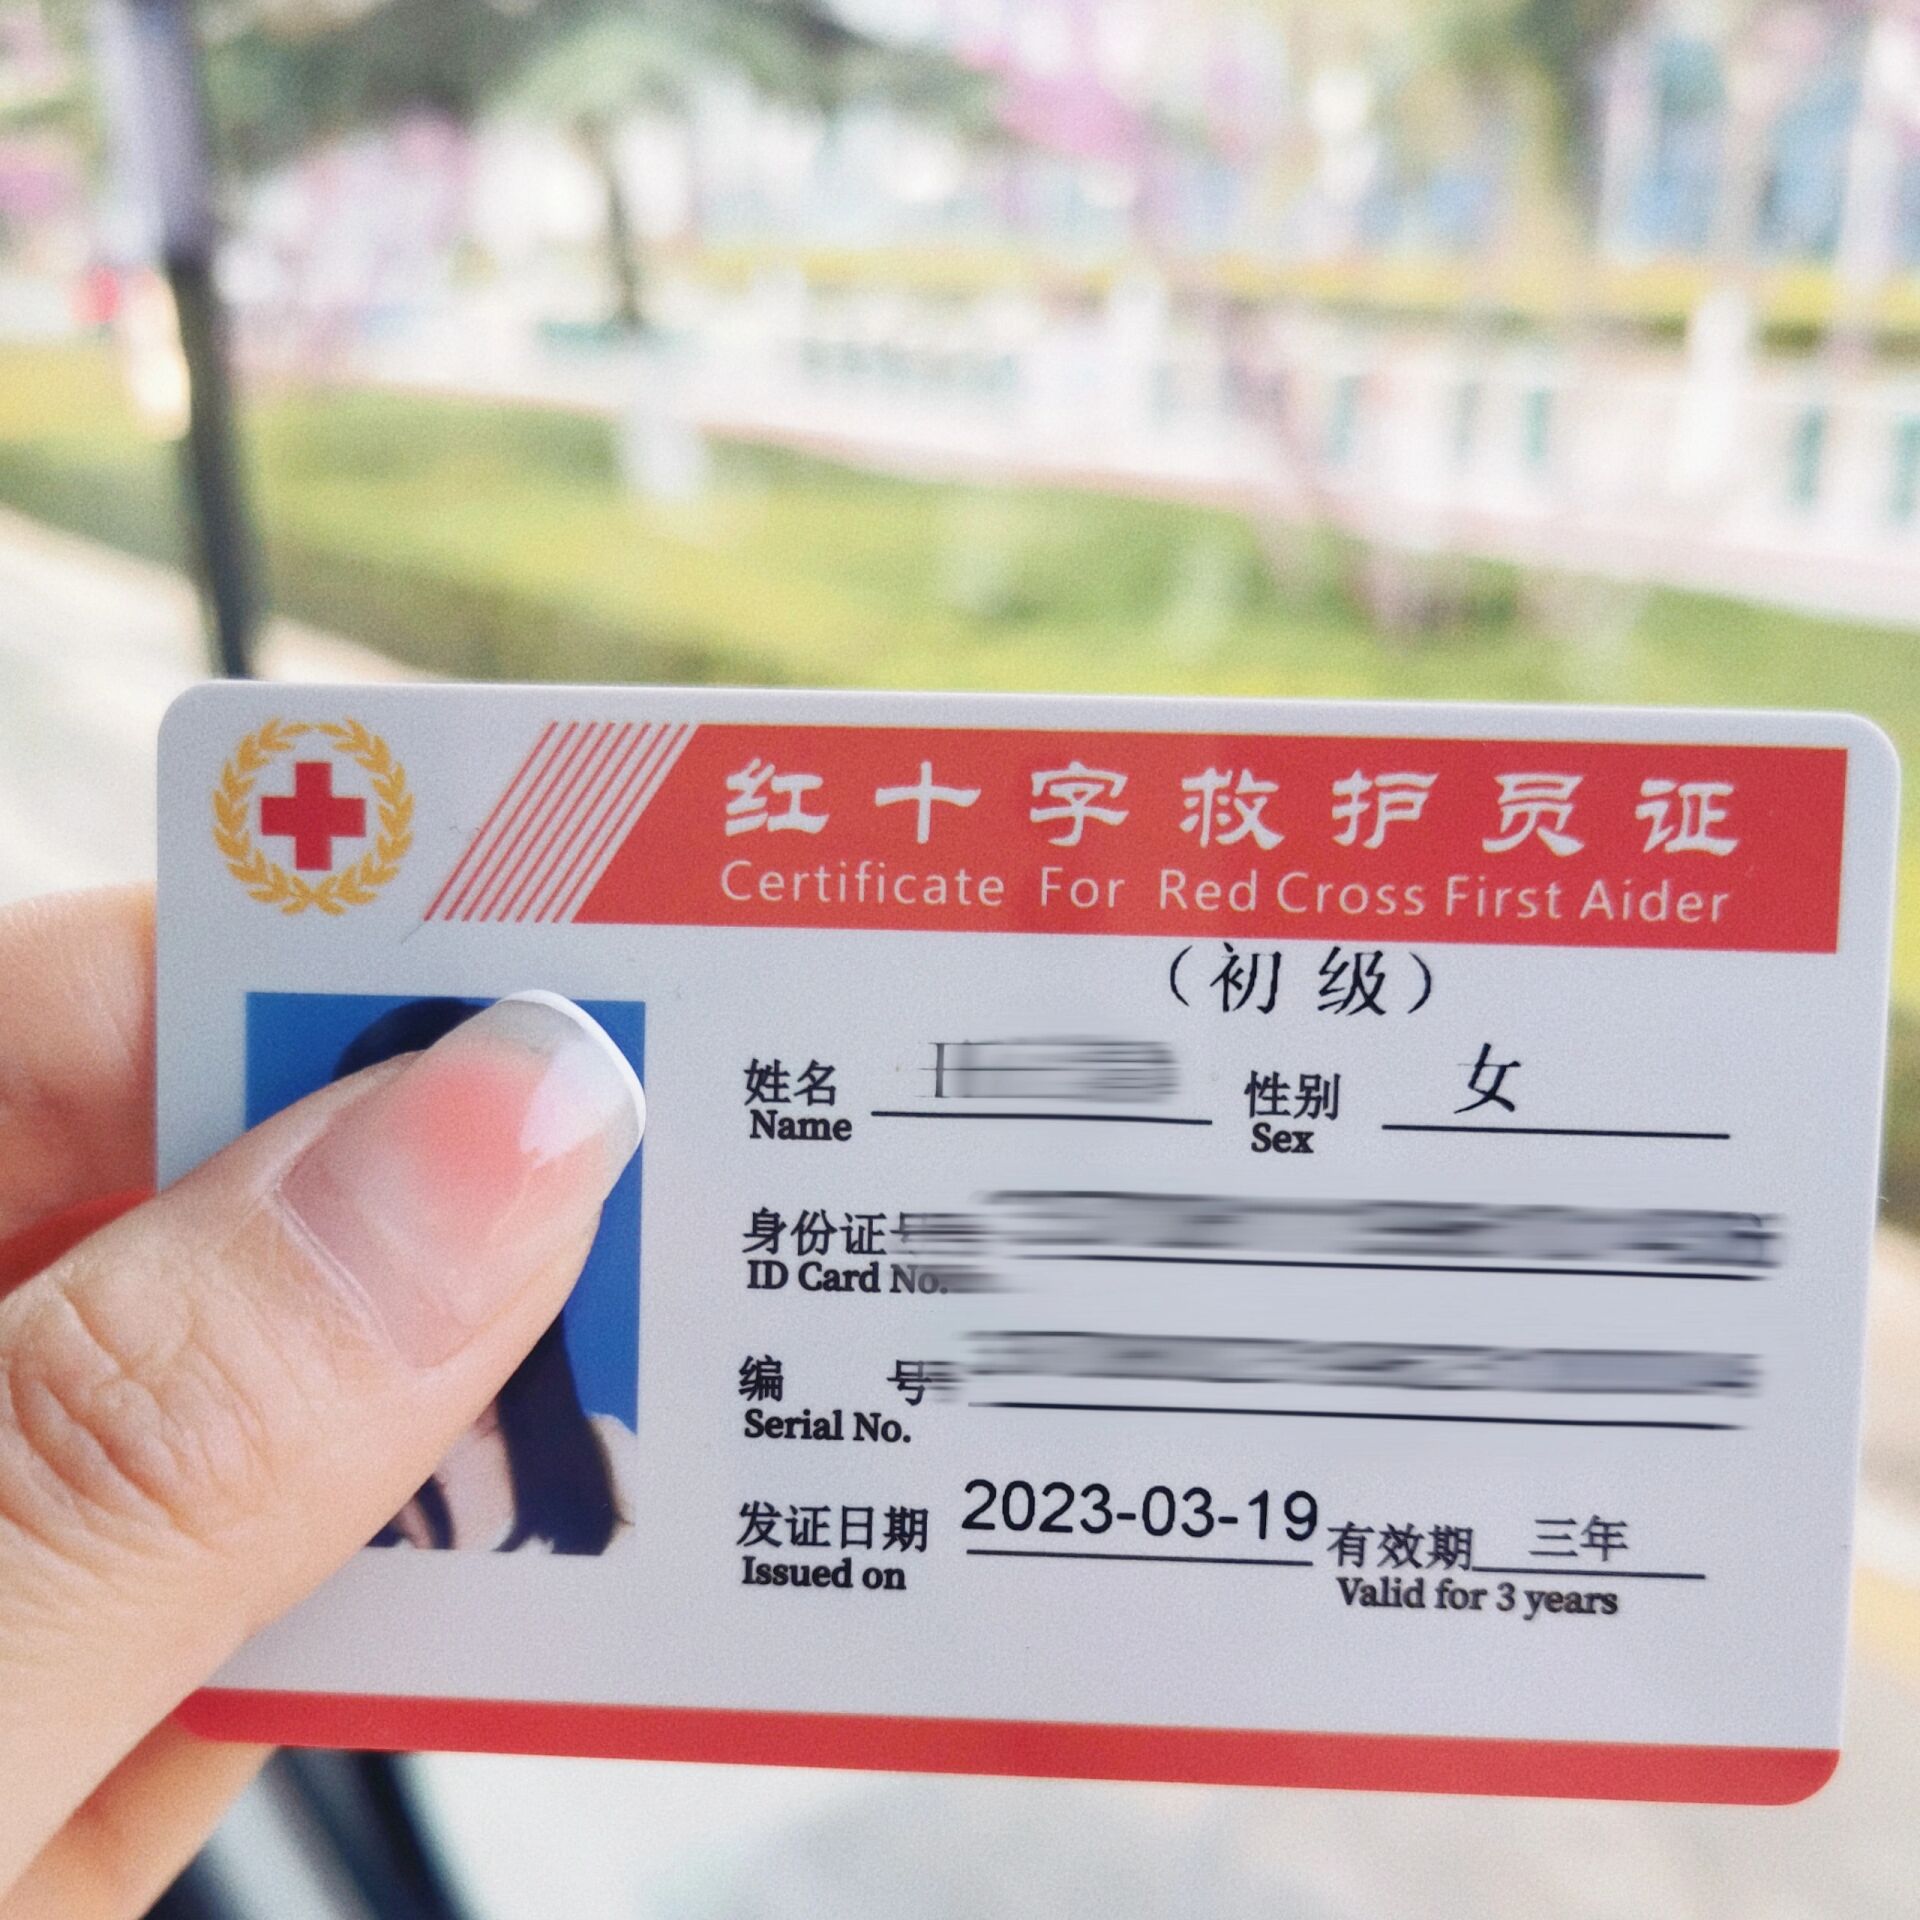 红十字救护员证
Certificate For Red Cross First Aider
（初级）
姓名 性别 女
Name Sex
身份证号
ID Card No.
编 号
Serial No.
发证日期 2023-03-19 有效期 三年
Issued on Valid for 3 years